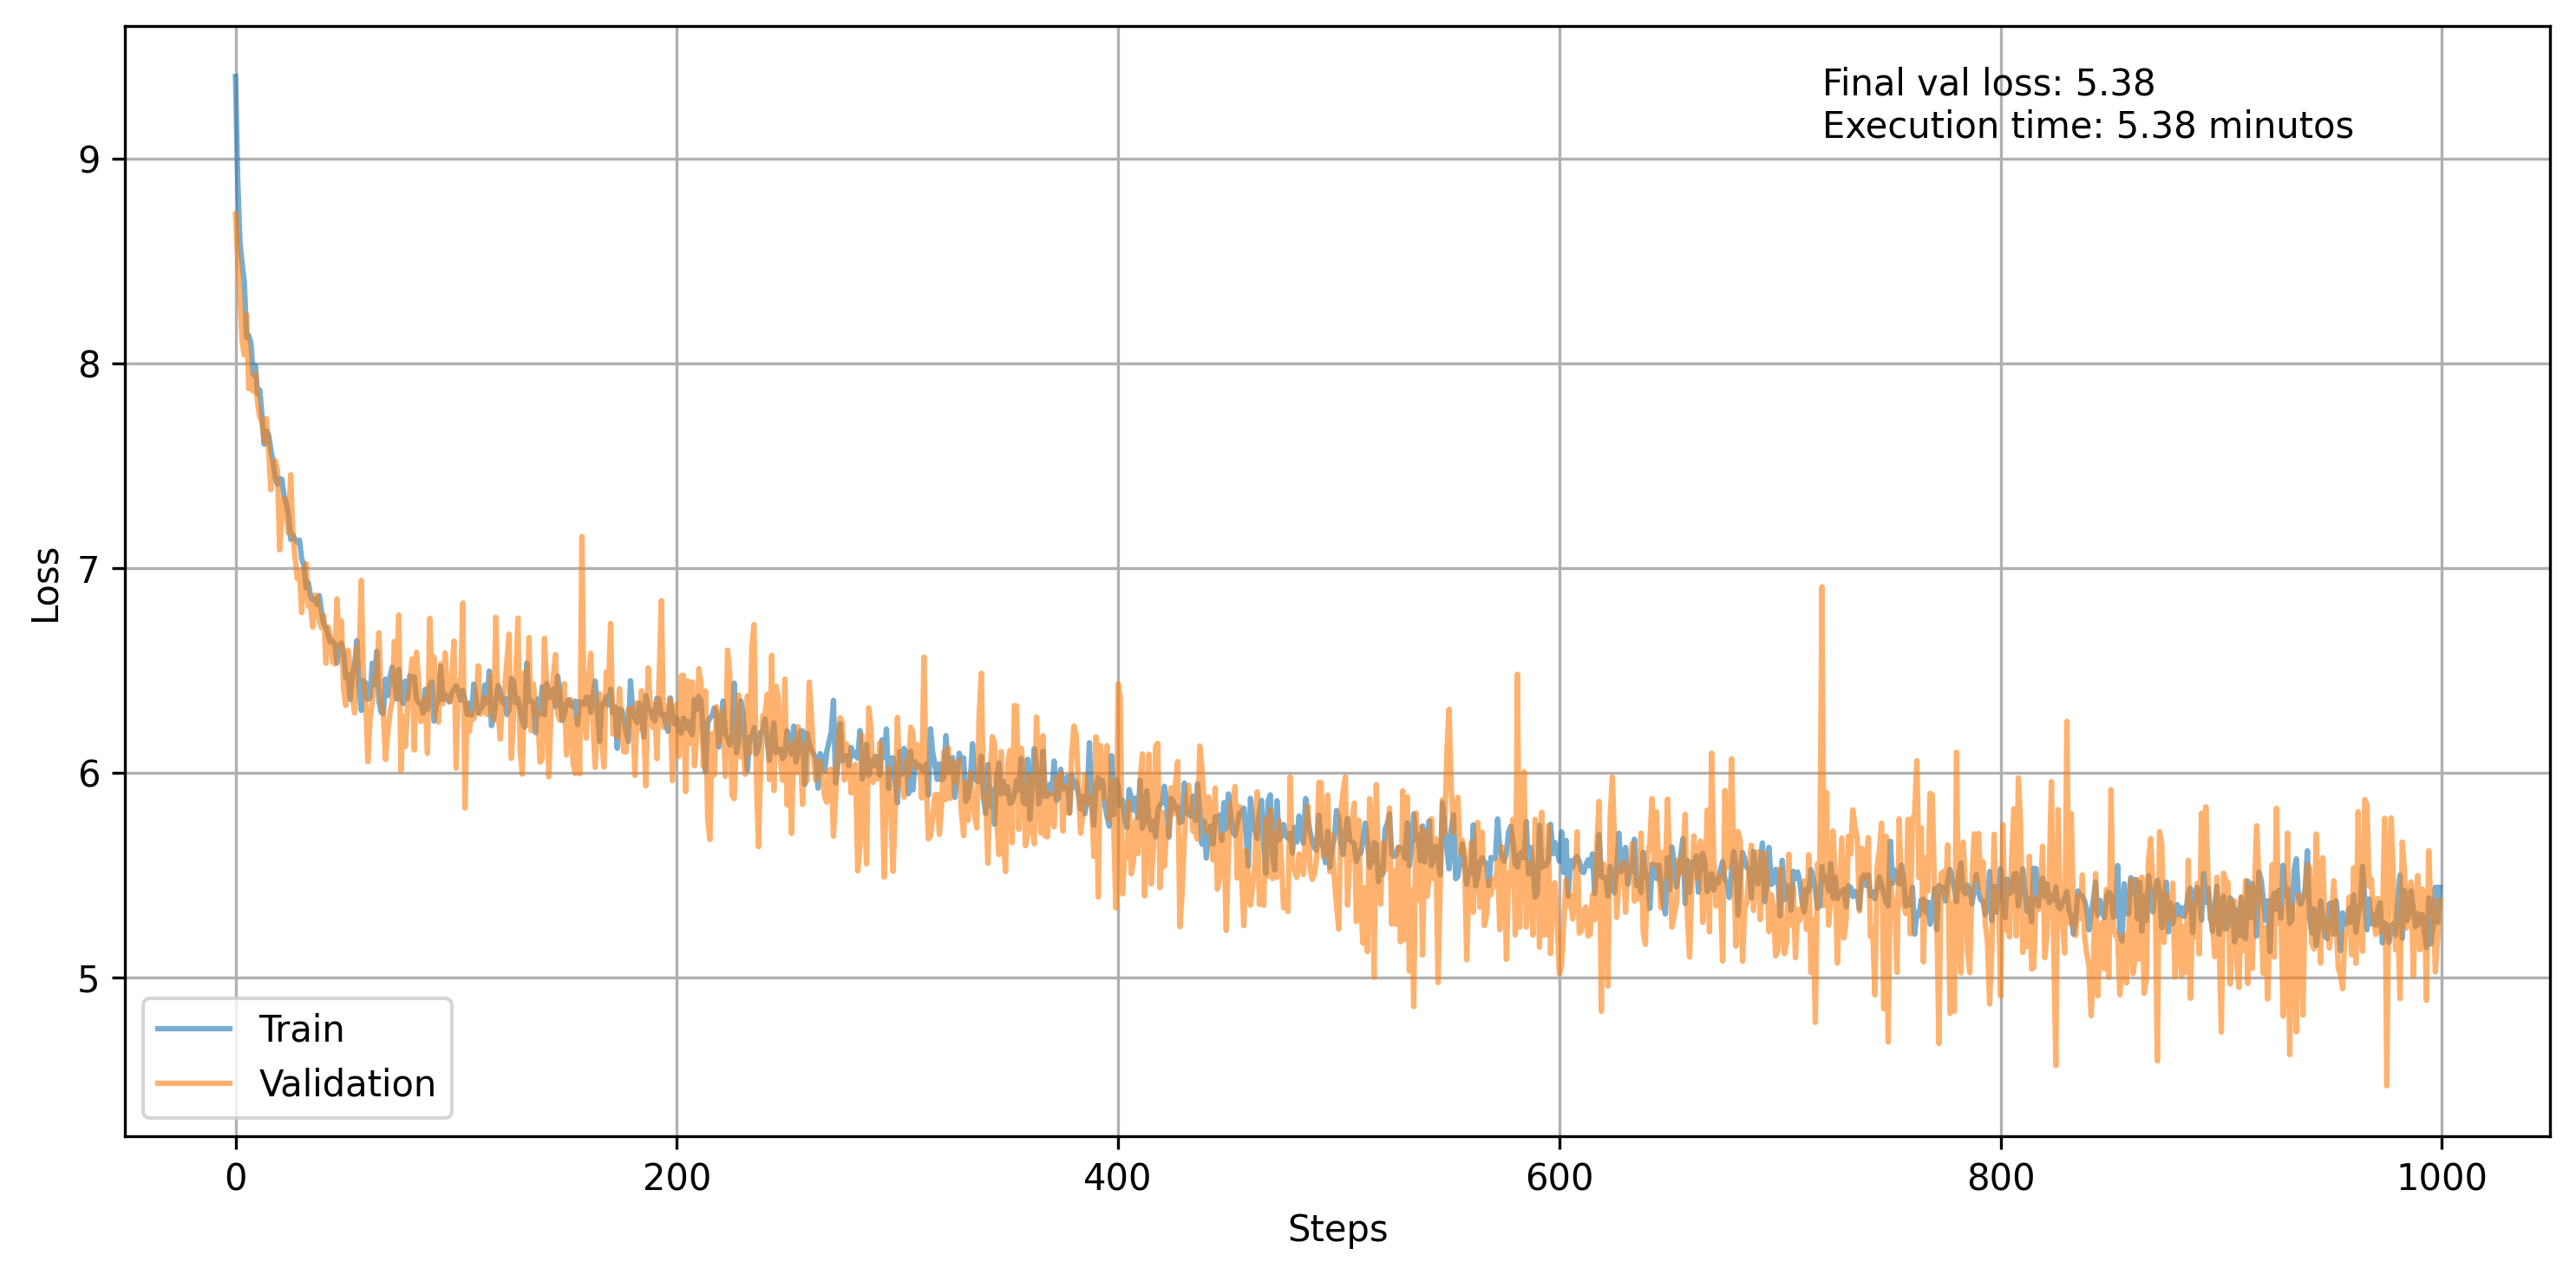 Final val loss: 5.38
Execution time: 5.38 minutos
9
8
7
6
5
Loss
Train
Validation
0 200 400 600 800 1000
Steps